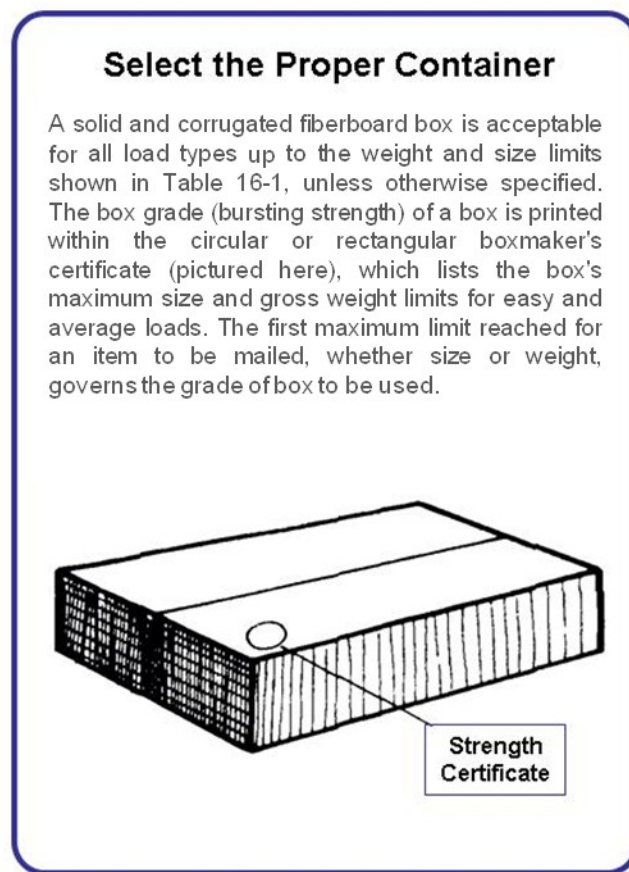 Select the Proper Container
A solid and corrugated fiberboard box is acceptable
for all load types up to the weight and size limits
shown in Table 16-1, unless otherwise specified.
The box grade (bursting strength) of a box is printed
within the circular or rectangular boxmaker's
certificate (pictured here), which lists the box's
maximum size and gross weight limits for easy and
average loads. The first maximum limit reached for
an item to be mailed, whether size or weight,
governs the grade of box to be used.
Strength
Certificate